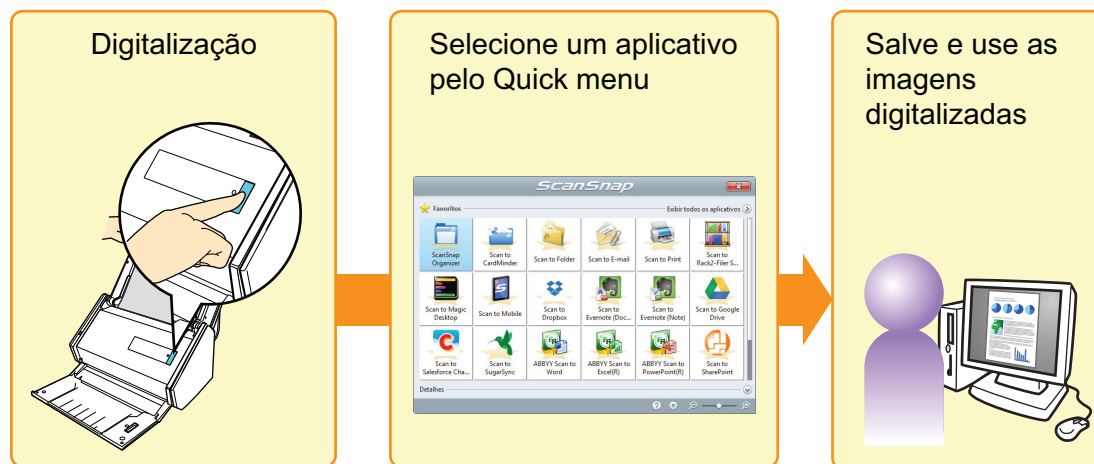 Digitalização
Selecione um aplicativo
pelo Quick menu
Salve e use as
imagens
digitalizadas
ScanSnap
Favoritos
Exibir todos os aplicativos
ScanSnap
Organizer
Scan to
CardMinder
Scan to Folder
Scan to E-mail
Scan to Print
Scan to
Rack2-Filer S...
Scan to Magic
Desktop
Scan to Mobile
Scan to
Dropbox
Scan to
Evernote (Doc...
Scan to
Evernote (Note)
Scan to Google
Drive
Scan to
Salesforce Cha...
Scan to
SugarSync
ABBYY Scan to
Word
ABBYY Scan to
Excel(R)
ABBYY Scan to
PowerPoint(R)
Scan to
SharePoint
Detalhes